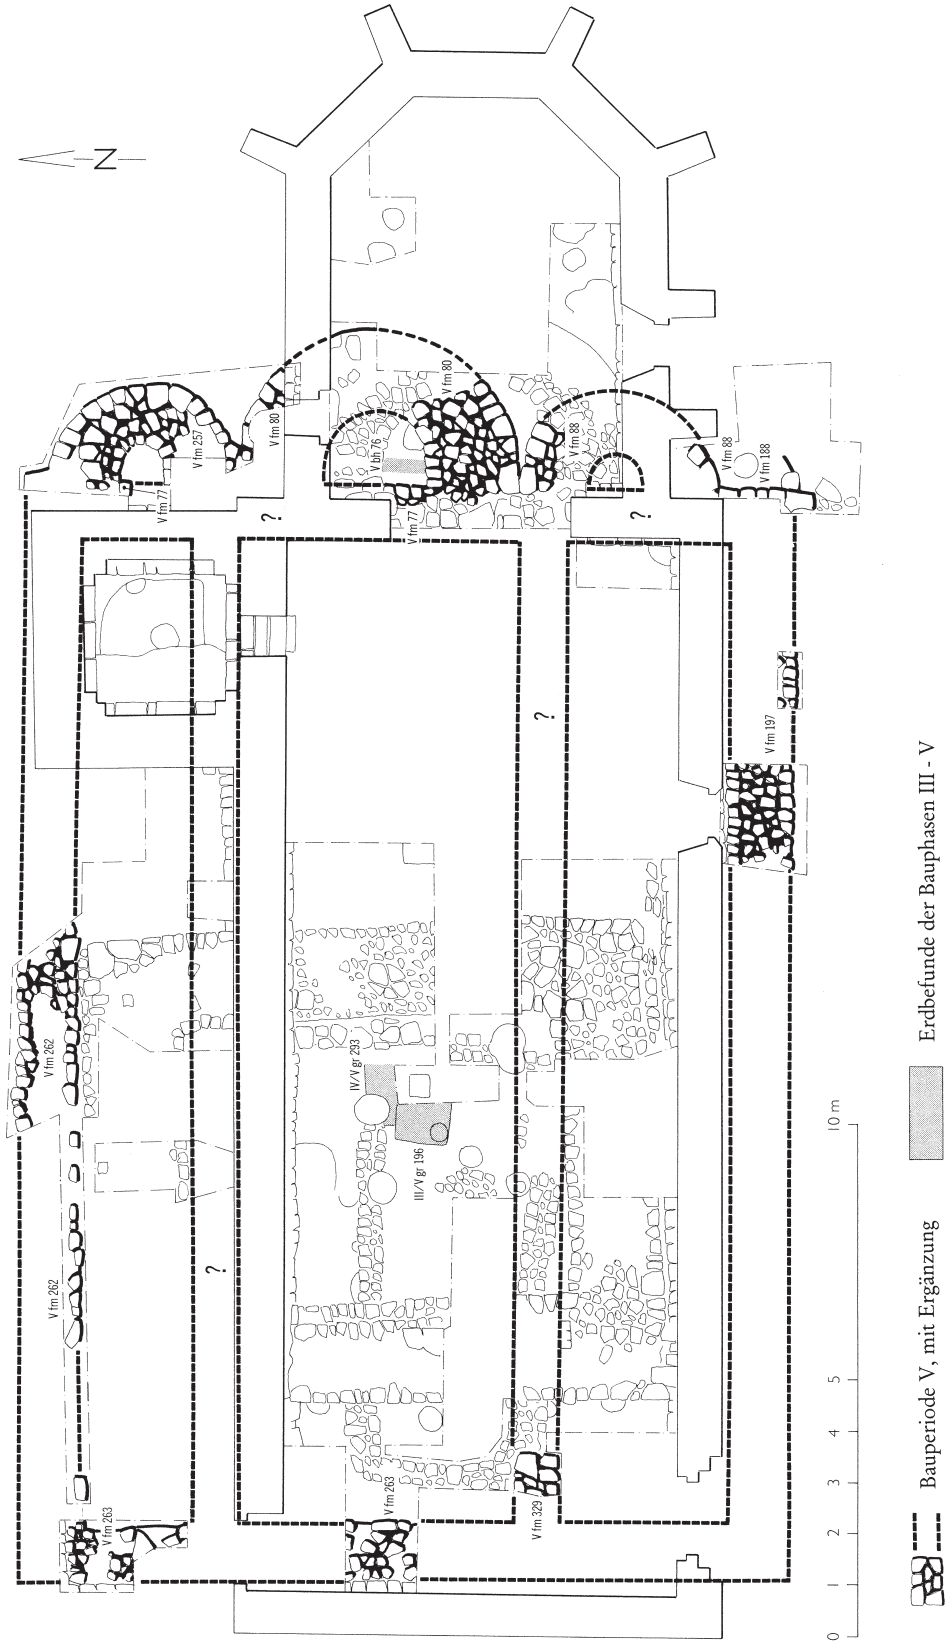 N
V fm 257
V fm 80
V fm 80
V bh 76
V fm 77
V fm 77
V fm 88
V fm 88
V fm 188
?
?
?
V fm 197
V fm 262
IV/V gr 293
III/V gr 196
?
V fm 262
V fm 263
V fm 263
V fm 329
0 1 2 3 4 5 10 m
Bauperiode V, mit Ergänzung
Erdbefunde der Bauphasen III - V